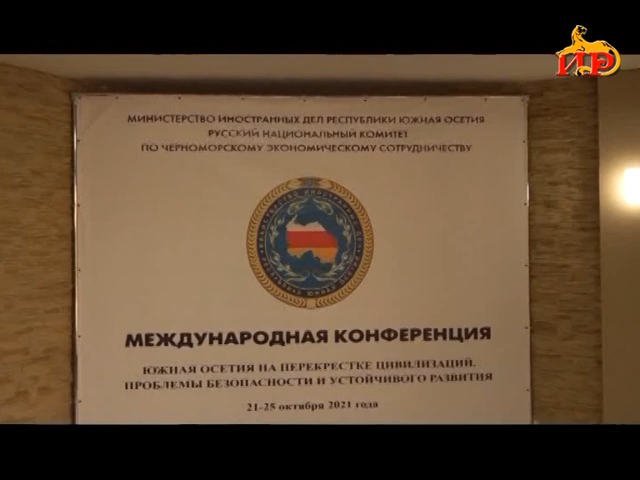 ИР
МИНИСТЕРСТВО ИНОСТРАННЫХ ДЕЛ РЕСПУБЛИКИ ЮЖНАЯ ОСЕТИЯ
РУССКИЙ НАЦИОНАЛЬНЫЙ КОМИТЕТ
ПО ЧЕРНОМОРСКОМУ ЭКОНОМИЧЕСКОМУ СОТРУДНИЧЕСТВУ
МЕЖДУНАРОДНАЯ КОНФЕРЕНЦИЯ
ЮЖНАЯ ОСЕТИЯ НА ПЕРЕКРЕСТКЕ ЦИВИЛИЗАЦИЙ.
ПРОБЛЕМЫ БЕЗОПАСНОСТИ И УСТОЙЧИВОГО РАЗВИТИЯ
21-25 октября 2021 года